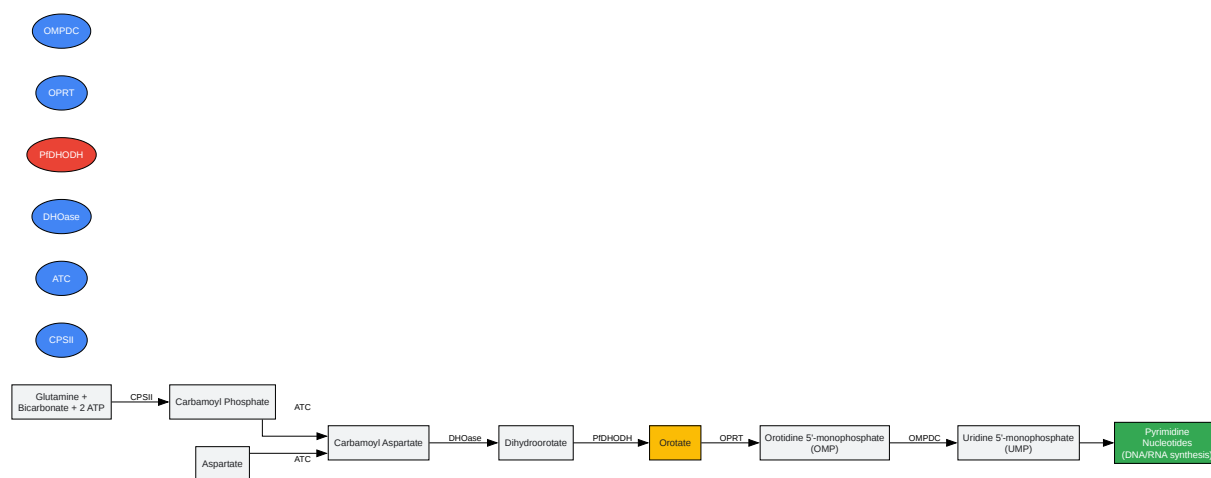 OMPDC
OPRT
PfDHODH
DHOase
ATC
CPSII
Glutamine +
Bicarbonate + 2 ATP
CPSII
Carbamoyl Phosphate
ATC
Aspartate
ATC
Carbamoyl Aspartate
DHOase
Dihydroorotate
PfDHODH
Orotate
OPRT
Orotidine 5'-monophosphate
(OMP)
OMPDC
Uridine 5'-monophosphate
(UMP)
Pyrimidine
Nucleotides
(DNA/RNA synthesis)